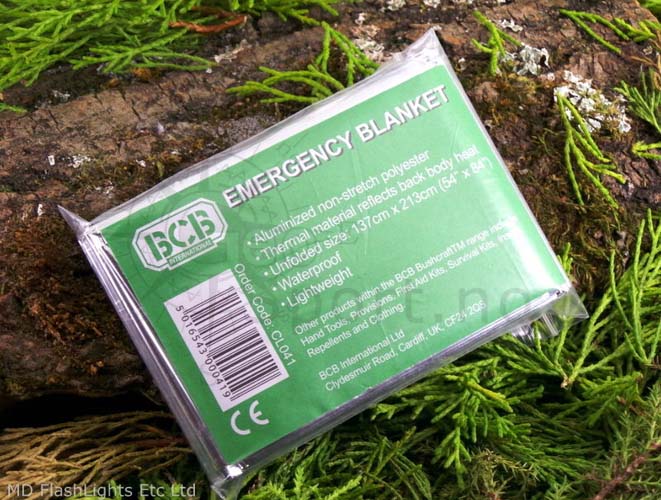 EMERGENCY BLANKET
BCB
INTERNATIONAL
• Aluminized non-stretch polyester
• Thermal material reflects back body heat
• Unfolded size: 137cm x 213cm (54" x 84")
• Waterproof
• Lightweight
Order Code: CL041
5 016543 000419
CE
Other products within the BCB BushcraftTM range include
Hand Tools, Provisions, First Aid Kits, Survival Kits,
Repellents and Clothing.
BCB International Ltd
Clydesmuir Road, Cardiff, UK, CF24 2QS
MD FlashLights Etc Ltd